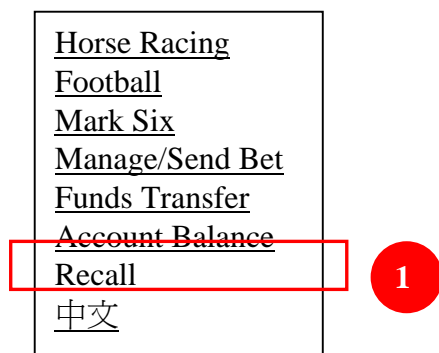 Horse Racing
Football
Mark Six
Manage/Send Bet
Funds Transfer
Account Balance
Recall
中文
1